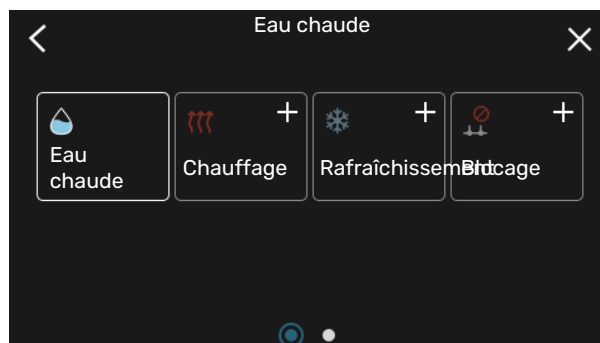 Eau chaude
Eau
chaude
Chauffage
Rafraîchissement
Blocage